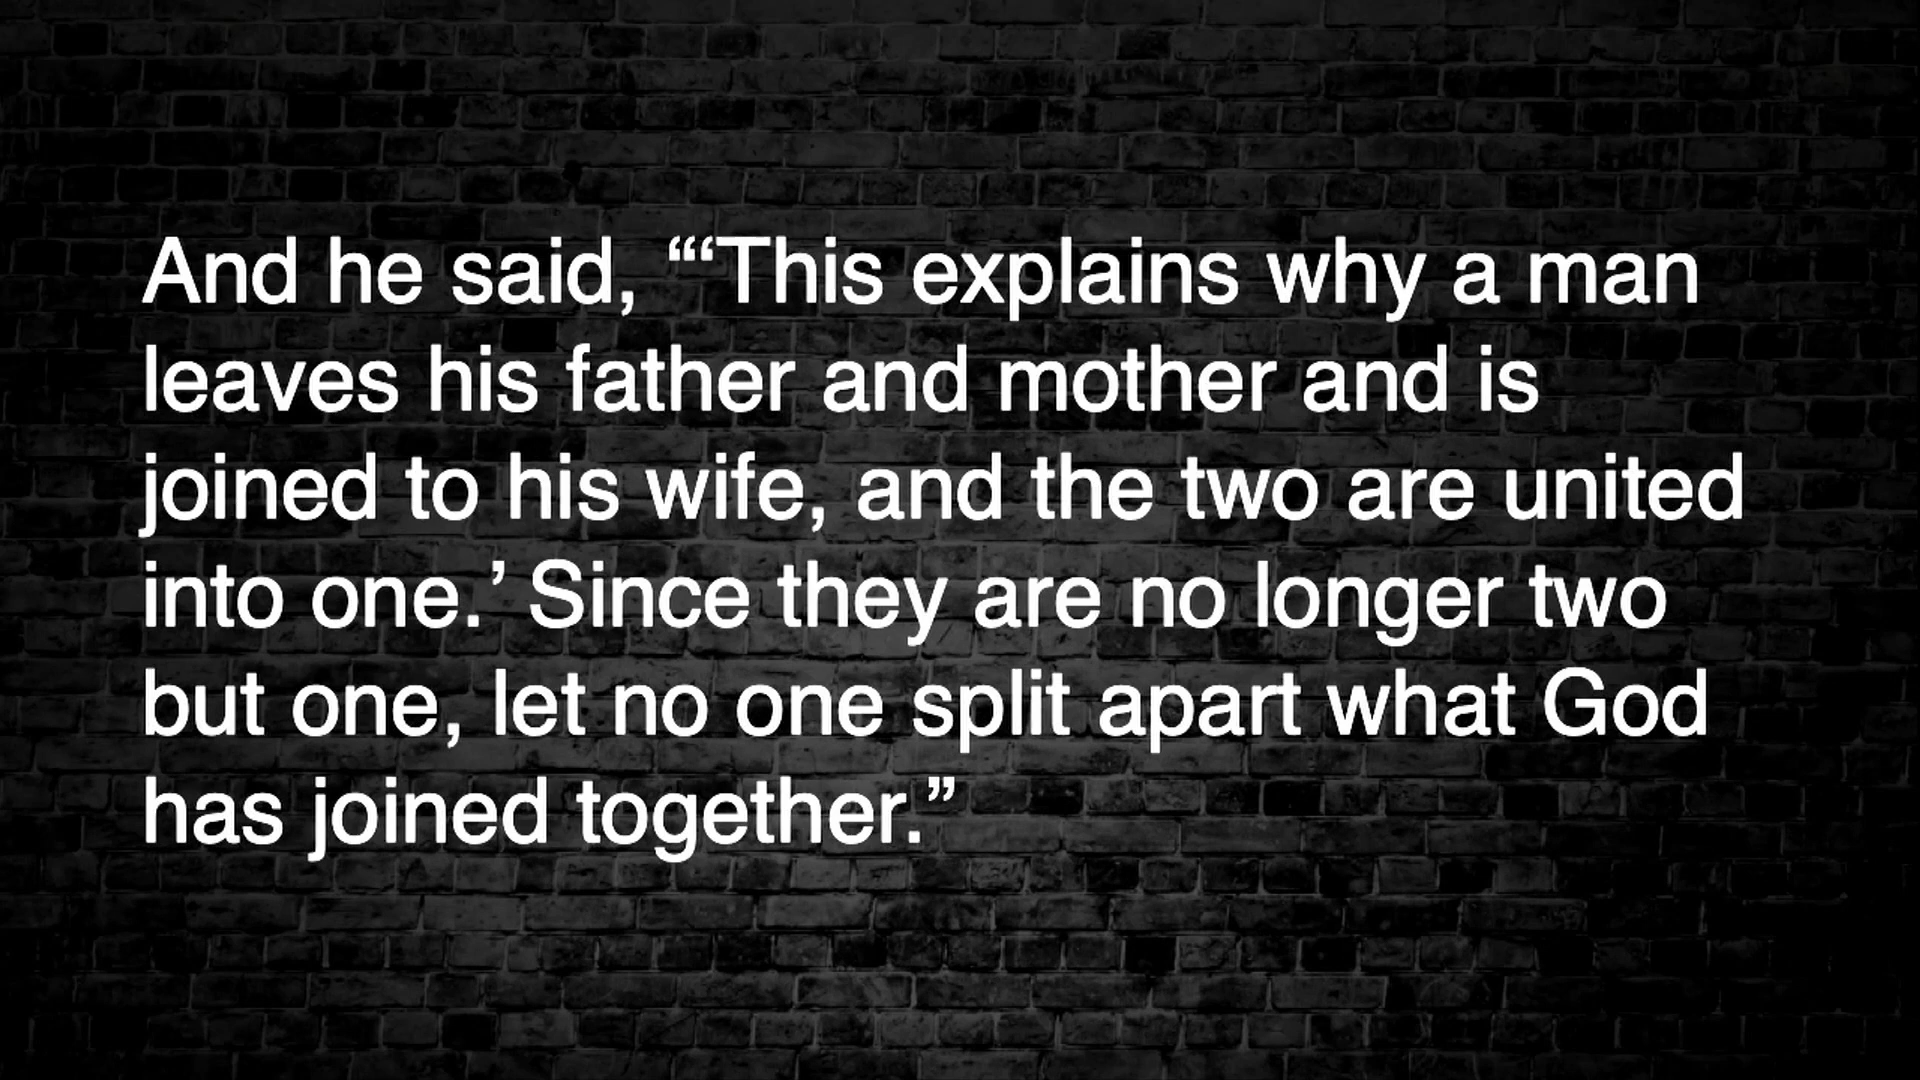 And he said,  “‘This explains why a man
leaves his father and mother and is
joined to his wife, and the two are united
into one.’ Since they are no longer two
but one, let no one split apart what God
has joined together.”